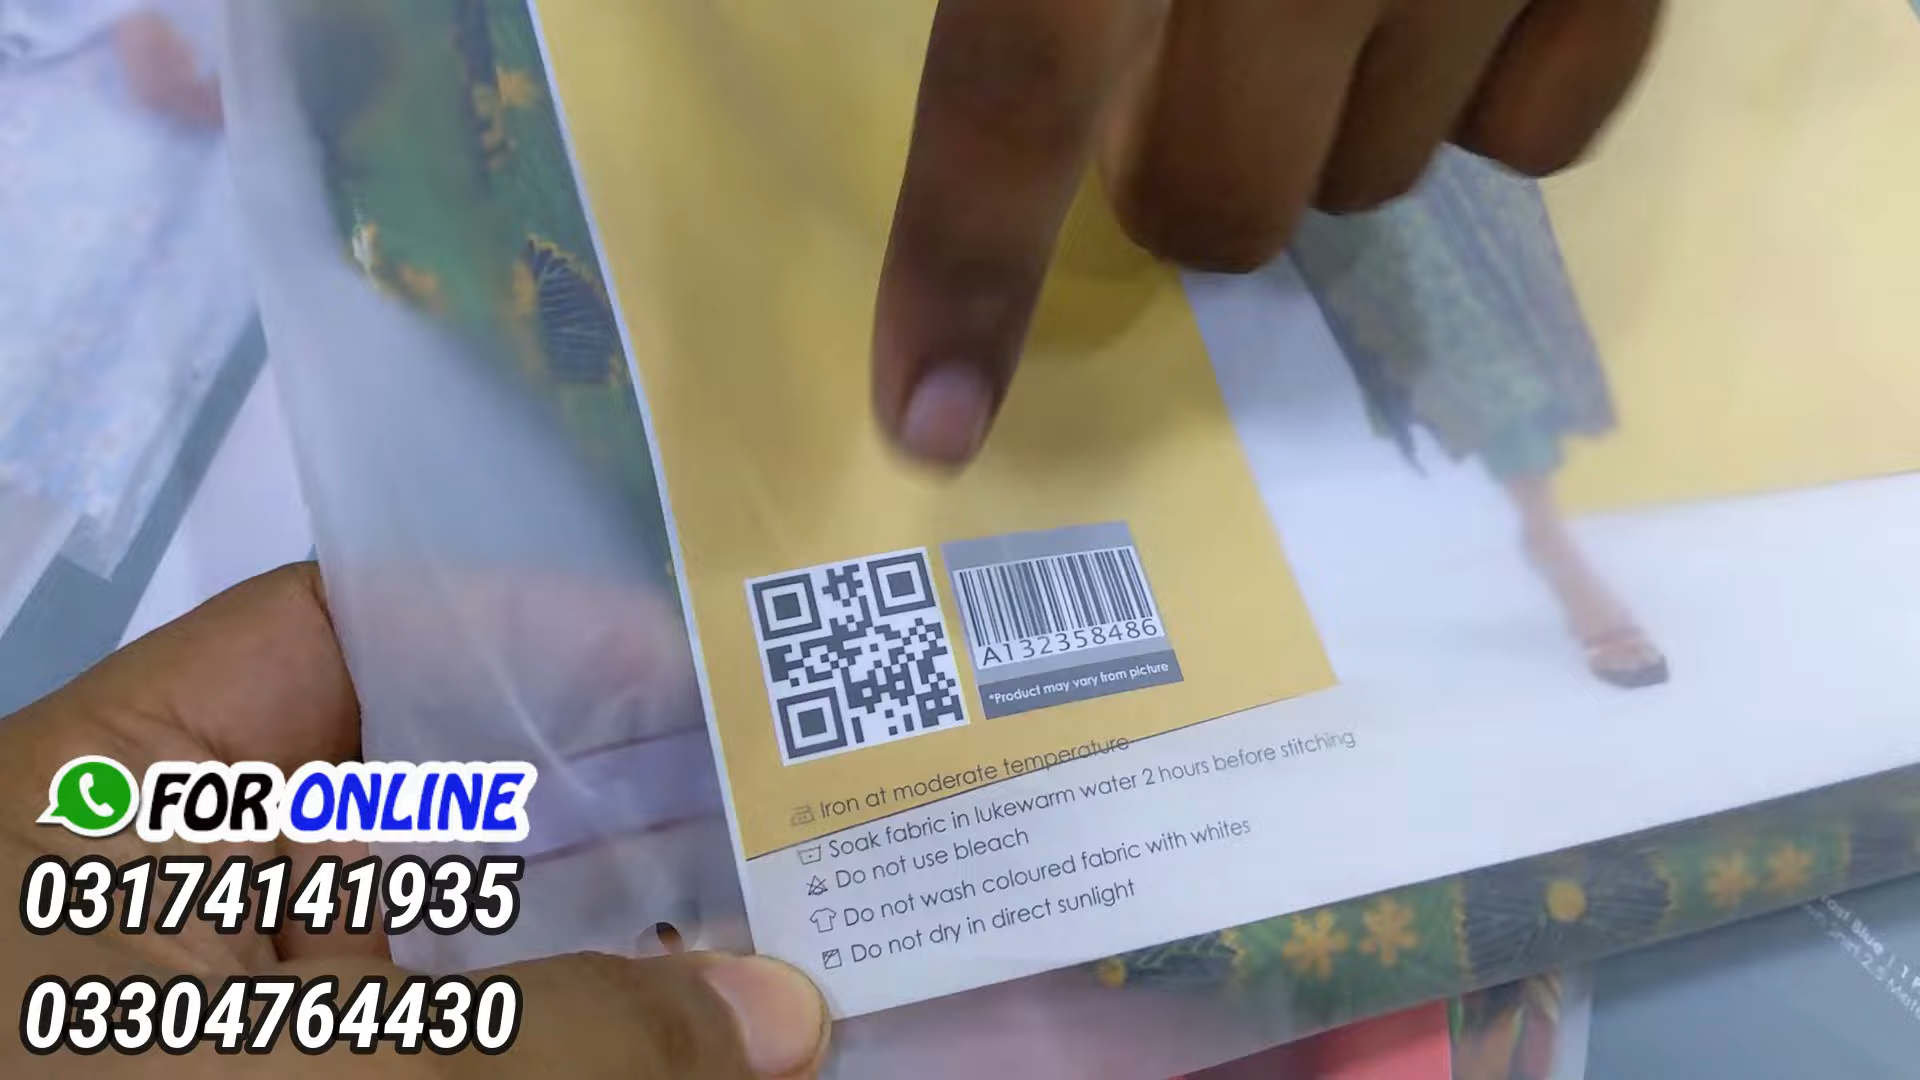 A132358486
*Product may vary from picture
Iron at moderate temperature
Soak fabric in lukewarm water 2 hours before stitching
Do not use bleach
Do not wash coloured fabric with whites
Do not dry in direct sunlight
FOR ONLINE
03174141935
03304764430